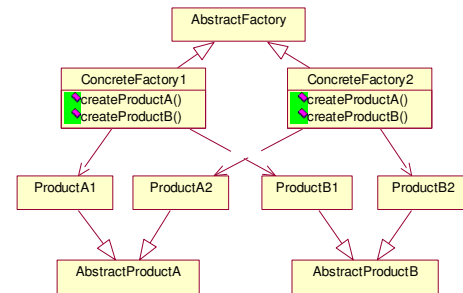 AbstractFactory
ConcreteFactory1
createProductA()
createProductB()
ConcreteFactory2
createProductA()
createProductB()
ProductA1
ProductA2
ProductB1
ProductB2
AbstractProductA
AbstractProductB